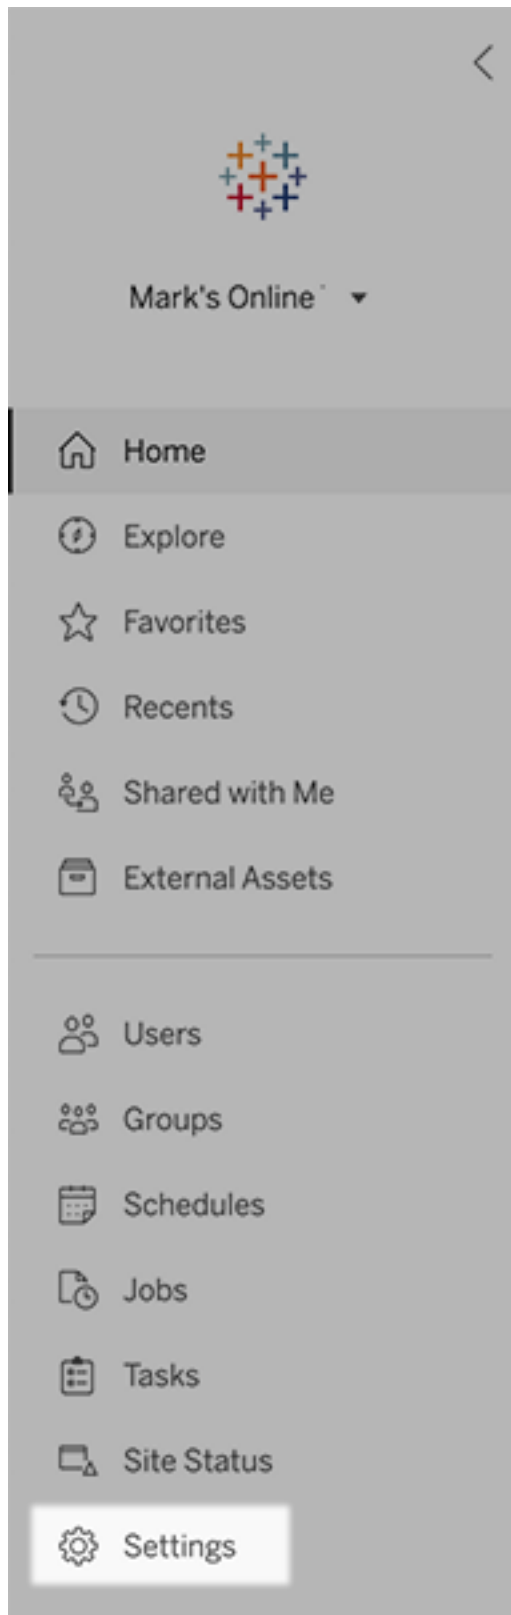 Mark's Online
Home
Explore
Favorites
Recents
Shared with Me
External Assets
Users
Groups
Schedules
Jobs
Tasks
Site Status
Settings